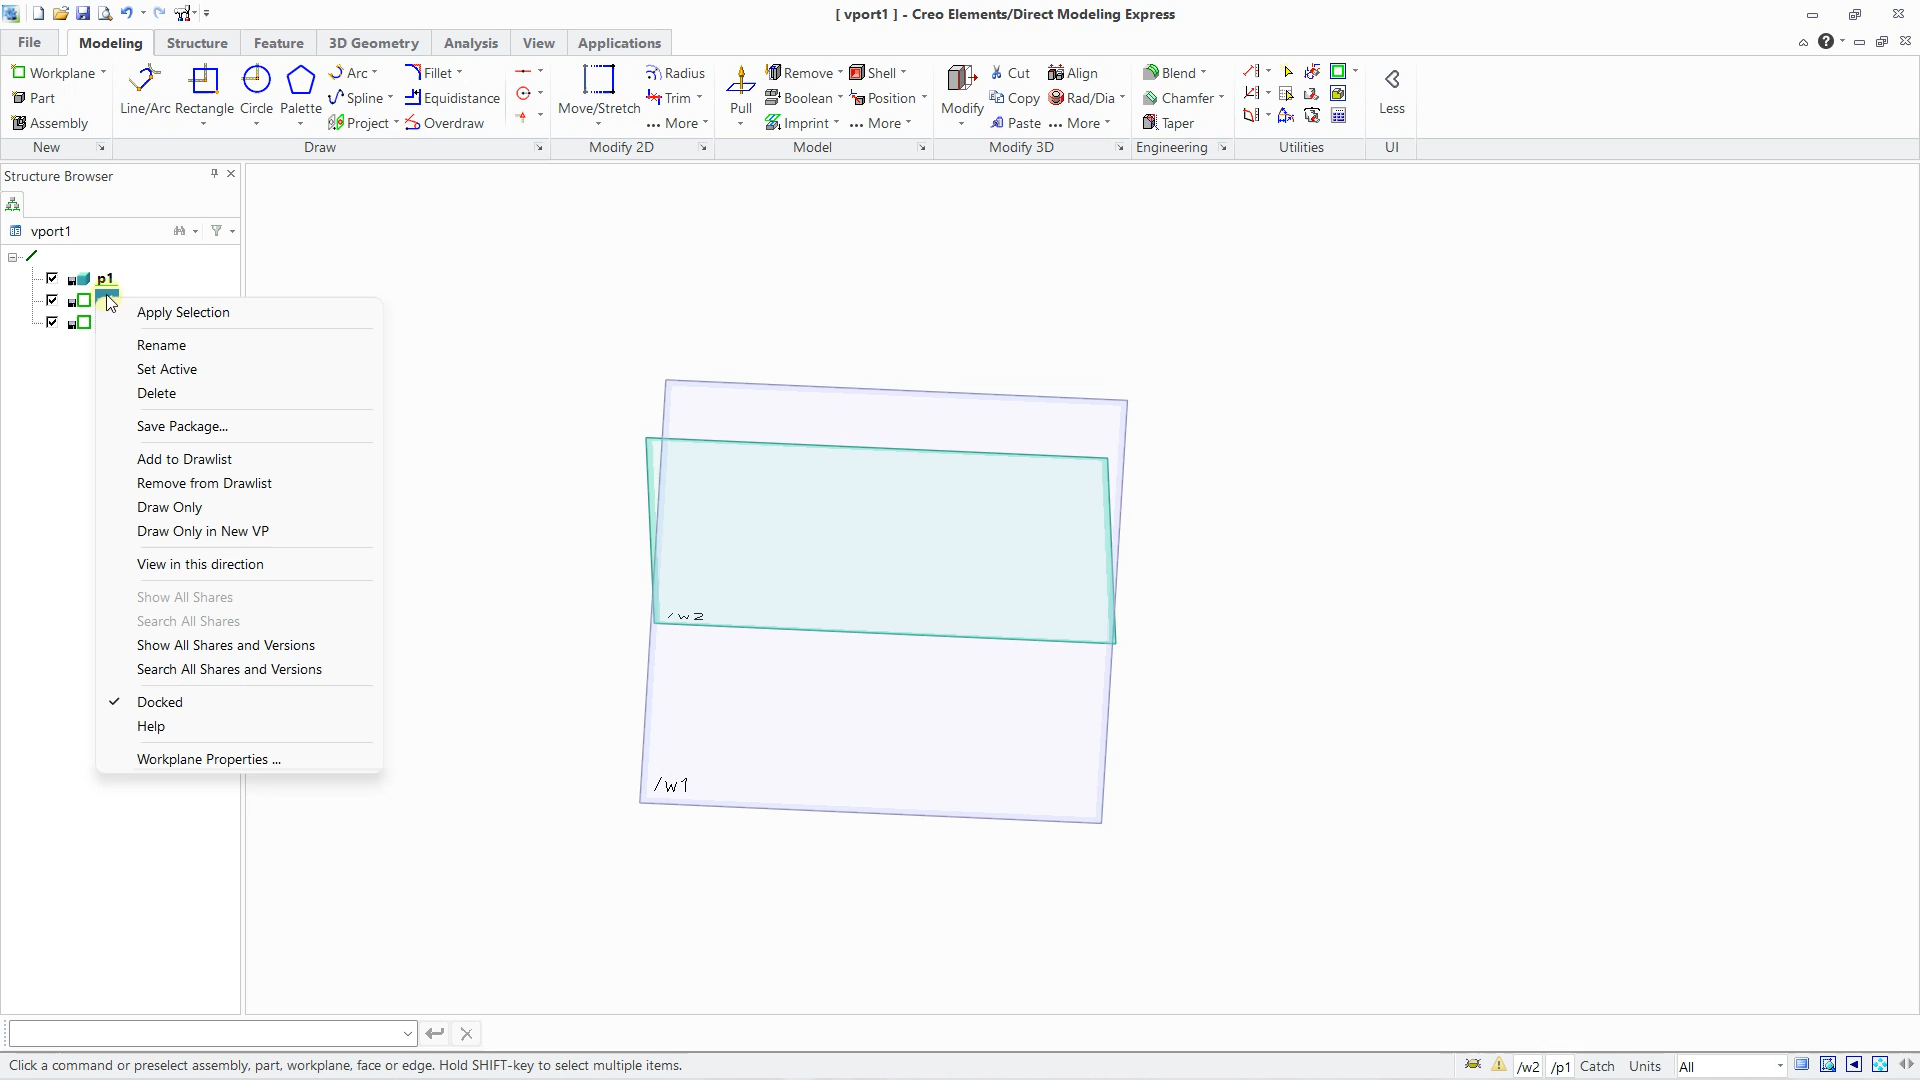 [ vport1 ] - Creo Elements/Direct Modeling Express
File Modeling Structure Feature 3D Geometry Analysis View Applications
Workplane
Part
Assembly
New
Line/Arc Rectangle Circle Palette
Arc Fillet
Spline Equidistance
Project Overdraw
Draw
Move/Stretch
Radius
Trim
... More
Modify 2D
Pull
Remove Shell
Boolean Position
Imprint ... More
Model
Modify
Cut Align
Copy Rad/Dia
Paste ... More
Modify 3D
Blend
Chamfer
Taper
Engineering
Utilities
Less
UI
Structure Browser
vport1
p1
Apply Selection
Rename
Set Active
Delete
Save Package...
Add to Drawlist
Remove from Drawlist
Draw Only
Draw Only in New VP
View in this direction
Show All Shares
Search All Shares
Show All Shares and Versions
Search All Shares and Versions
Docked
Help
Workplane Properties ...
/w2
/w1
Click a command or preselect assembly, part, workplane, face or edge. Hold SHIFT-key to select multiple items.
/w2 /p1 Catch Units All